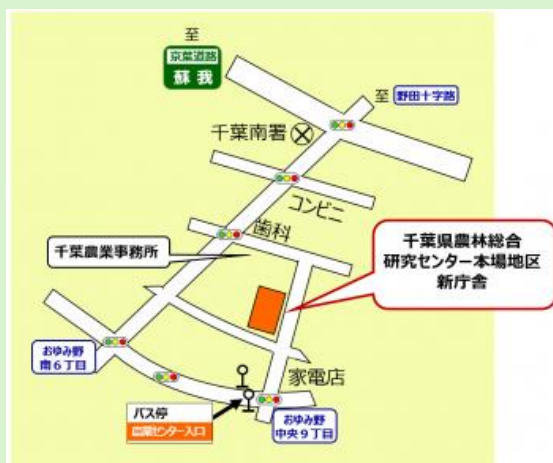 至
京葉道路
蘇我
至 野田十字路
千葉南署
コンビニ
歯科
千葉農業事務所
千葉県農林総合
研究センター本場地区
新庁舎
おゆみ野
南6丁目
家電店
バス停
農業センター入口
おゆみ野
中央9丁目